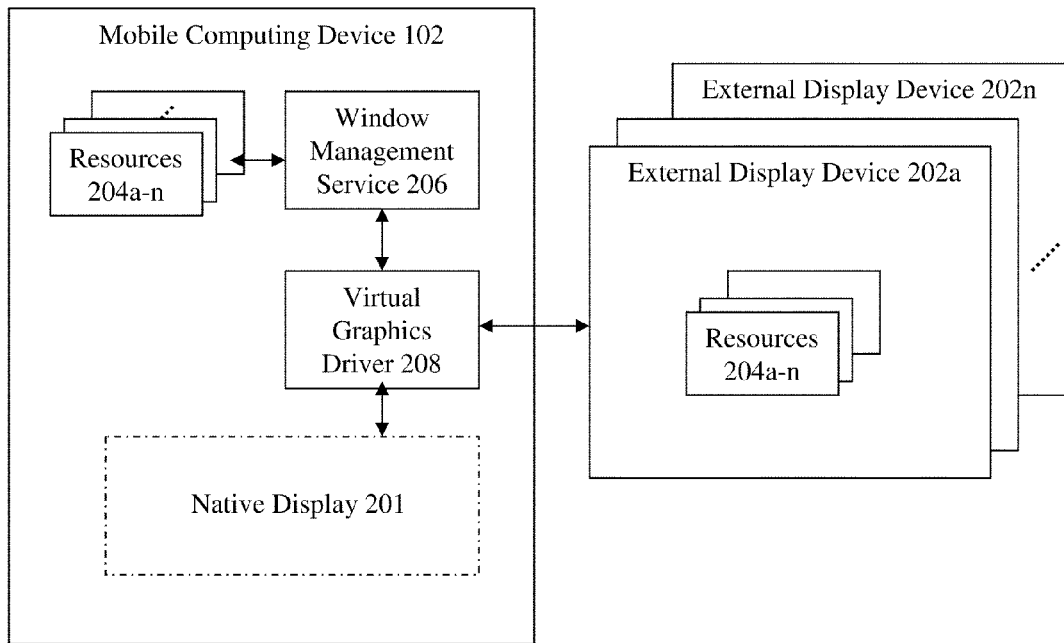 Mobile Computing Device 102
Resources
204a-n
Window
Management
Service 206
Virtual
Graphics
Driver 208
Native Display 201
External Display Device 202n
External Display Device 202a
Resources
204a-n